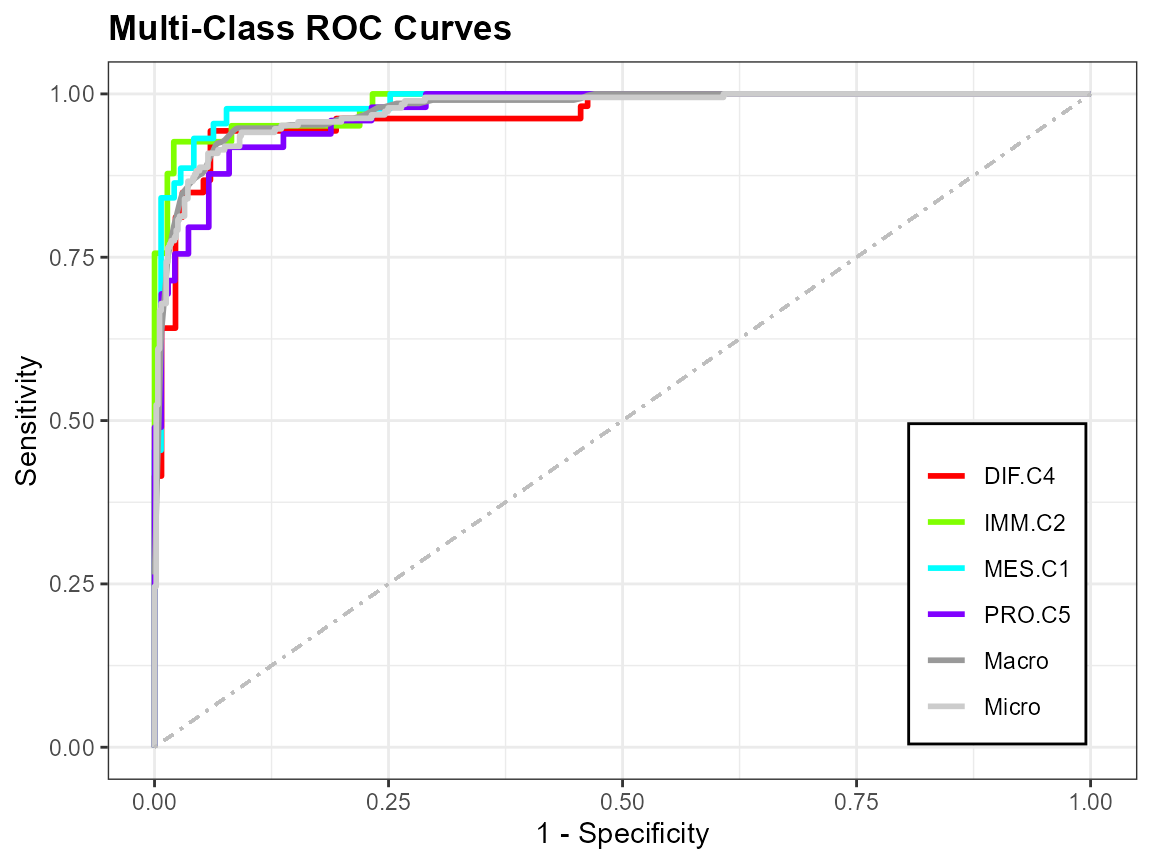 Multi-Class ROC Curves
Sensitivity
1.00
0.75
0.50
0.25
0.00
DIF.C4
IMM.C2
MES.C1
PRO.C5
Macro
Micro
0.00 0.25 0.50 0.75 1.00
1 - Specificity